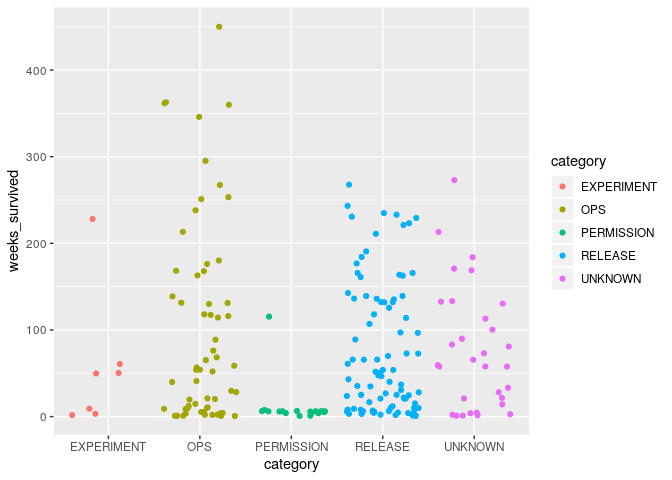 weeks_survived
400
300
200
100
0
EXPERIMENT OPS PERMISSION RELEASE UNKNOWN
category
category
EXPERIMENT
OPS
PERMISSION
RELEASE
UNKNOWN